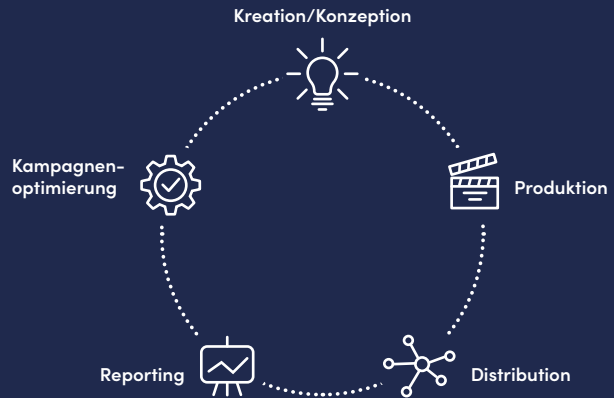 Kreation/Konzeption
Kampagnen-
optimierung
Produktion
Reporting
Distribution